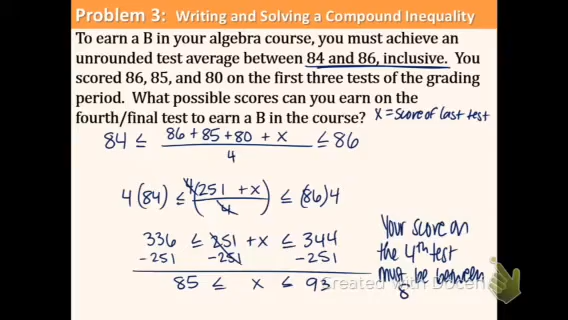 Problem 3: Writing and Solving a Compound Inequality
To earn a B in your algebra course, you must achieve an
unrounded test average between 84 and 86, inclusive. You
scored 86, 85, and 80 on the first three tests of the grading
period. What possible scores can you earn on the
fourth/final test to earn a B in the course? x = score of last test
84 ≤ (86 + 85 + 80 + x)/4 ≤ 86
4 (84) ≤ 4 (251 + x)/4 ≤ (86) 4
336 ≤ 251 + x ≤ 344
-251 -251 -251
85 ≤ x ≤ 93
Your score on
the 4th test
must be between
8
Created with